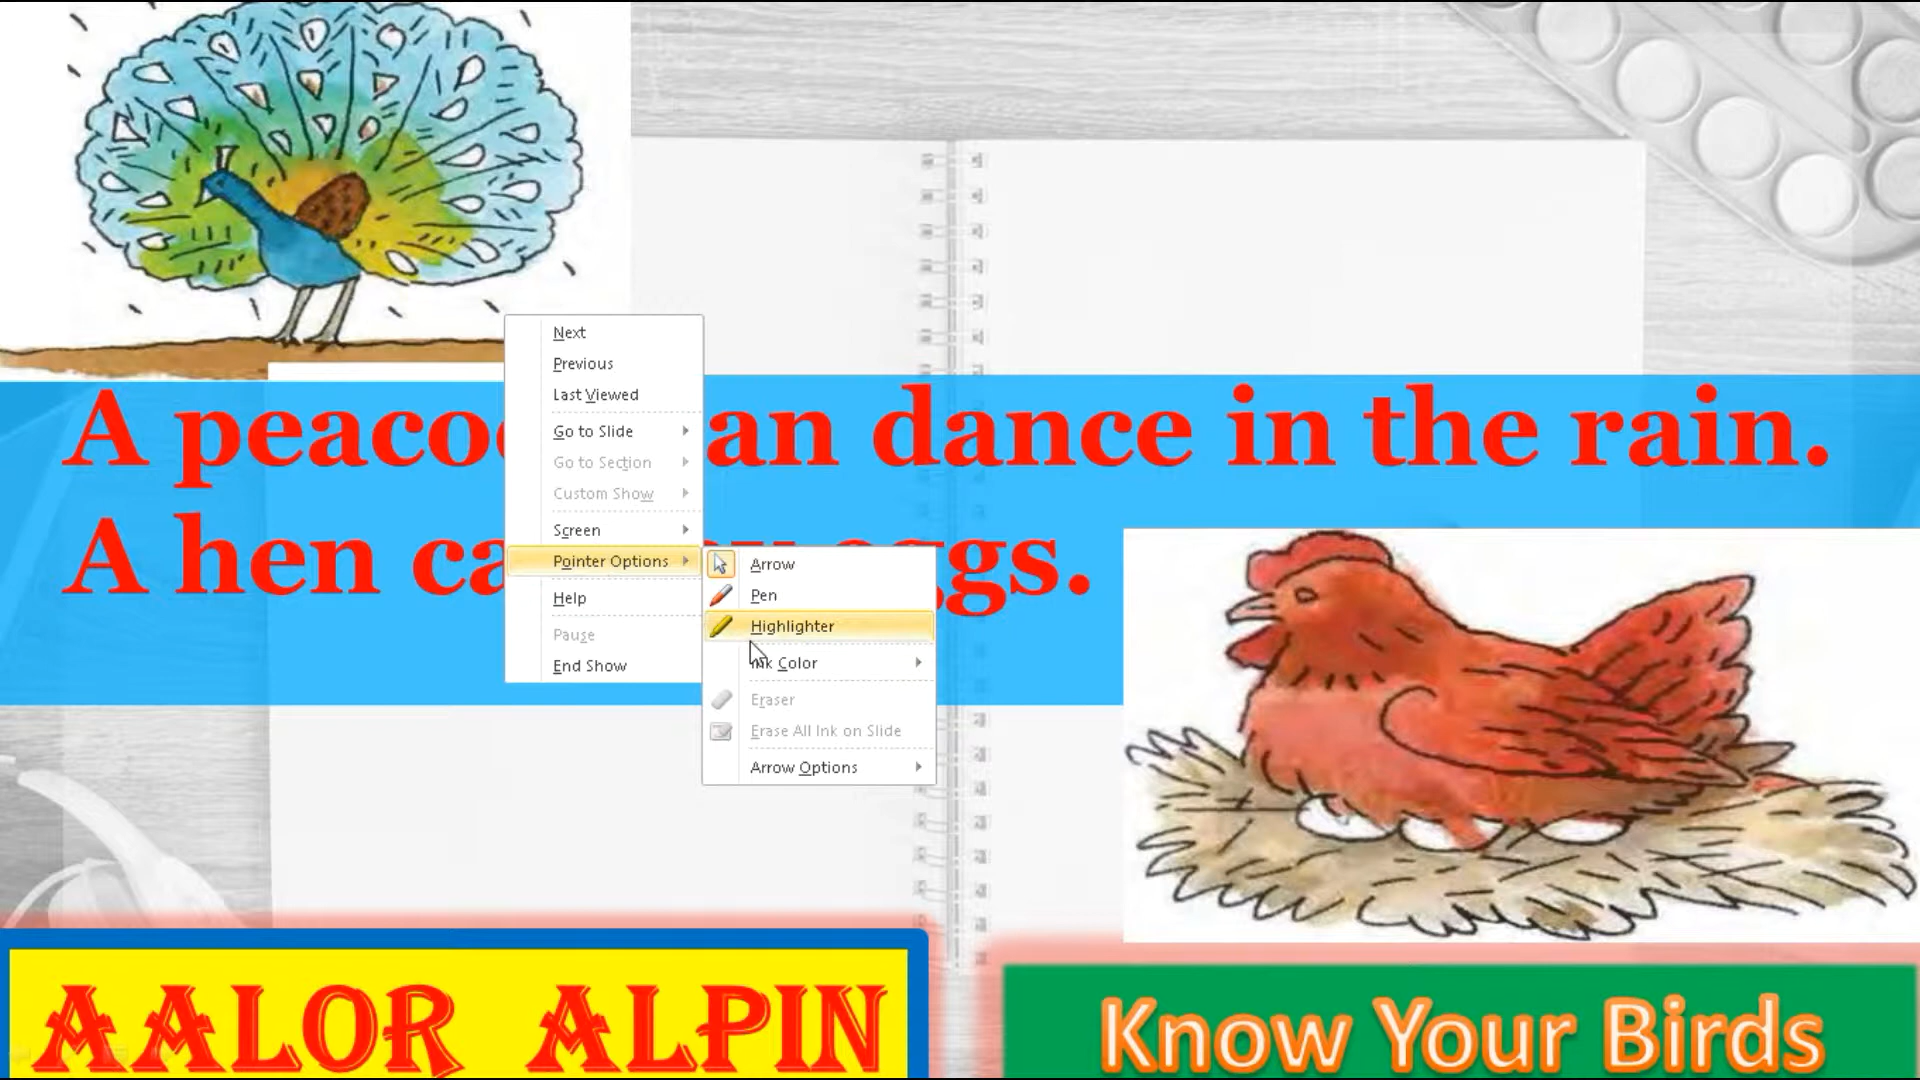 A peacoc an dance in the rain.
A hen ca eggs.
Next
Previous
Last Viewed
Go to Slide
Go to Section
Custom Show
Screen
Pointer Options
Help
Pause
End Show
Arrow
Pen
Highlighter
Ink Color
Eraser
Erase All Ink on Slide
Arrow Options
AALOR ALPIN
Know Your Birds